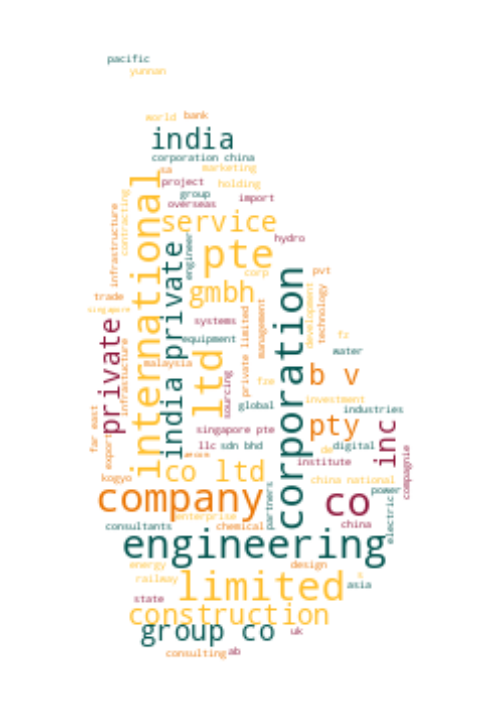 pacific
yunnan
world bank
india
corporation china
sa marketing
project holding
group
import
overseas
service
contracting
infrastructure
international
hydro
engineer
india private
pte
corp
pvt
gmbh
trade
singapore
development
technology
corporation
management
private limited
systems
private
infrastructure
equipment
fz
water
malaysia
ltd
b v
fze
sourcing
investment
global
industries
far east
export
pty
inc
singapore pte
llc sdn bhd
digital
de
compagnie
institute
co ltd
kogyo
china national
company
partners
co
power
electric
enterprise
consultants
chemical
china
engineering
energy
design
railway
limited
s
asia
state
construction
group co
uk
consulting
ab